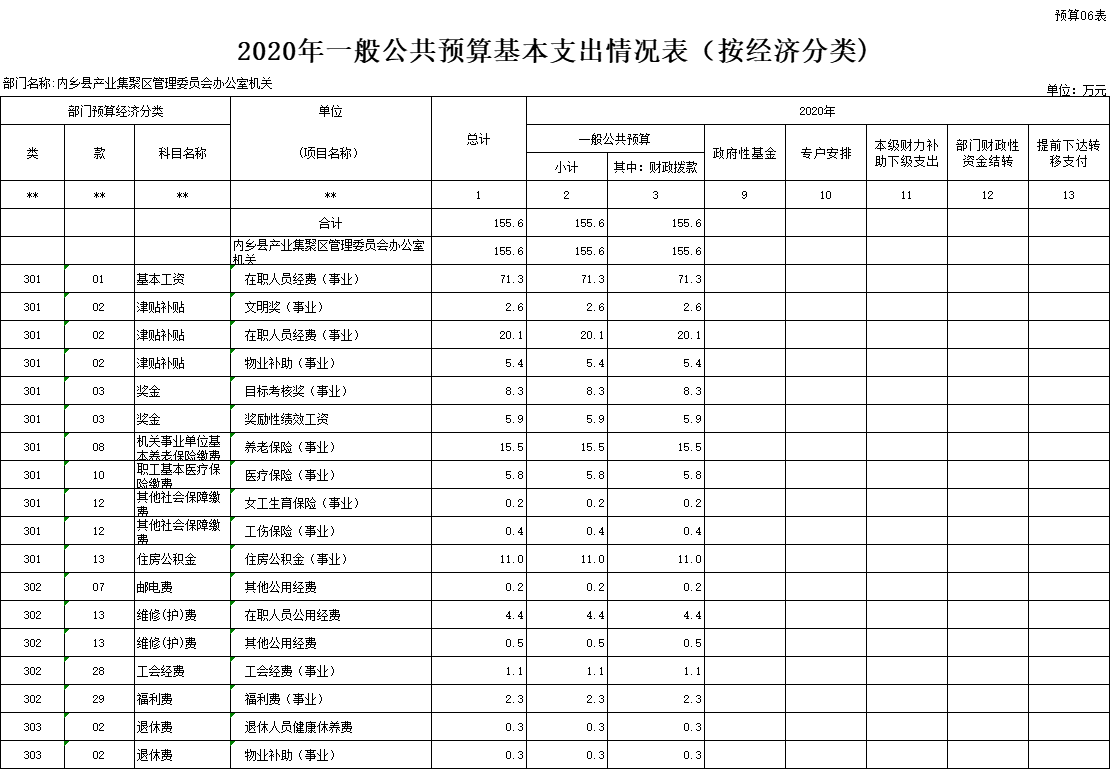 预算06表
2020年一般公共预算基本支出情况表（按经济分类)
部门名称:内乡县产业集聚区管理委员会办公室机关
单位：万元
部门预算经济分类 单位 总计 2020年
类 款 科目名称 （项目名称） 一般公共预算 政府性基金 专户安排 本级财力补助下级支出 部门财政性资金结转 提前下达转移支付
小计 其中：财政拨款
** ** ** ** 1 2 3 9 10 11 12 13
合计 155.6 155.6 155.6
内乡县产业集聚区管理委员会办公室机关 155.6 155.6 155.6
301 01 基本工资 在职人员经费（事业） 71.3 71.3 71.3
301 02 津贴补贴 文明奖（事业） 2.6 2.6 2.6
301 02 津贴补贴 在职人员经费（事业） 20.1 20.1 20.1
301 02 津贴补贴 物业补助（事业） 5.4 5.4 5.4
301 03 奖金 目标考核奖（事业） 8.3 8.3 8.3
301 03 奖金 奖励性绩效工资 5.9 5.9 5.9
301 08 机关事业单位基本养老保险缴费 养老保险（事业） 15.5 15.5 15.5
301 10 职工基本医疗保险缴费 医疗保险（事业） 5.8 5.8 5.8
301 12 其他社会保障缴费 女工生育保险（事业） 0.2 0.2 0.2
301 12 其他社会保障缴费 工伤保险（事业） 0.4 0.4 0.4
301 13 住房公积金 住房公积金（事业） 11.0 11.0 11.0
302 07 邮电费 其他公用经费 0.2 0.2 0.2
302 13 维修(护)费 在职人员公用经费 4.4 4.4 4.4
302 13 维修(护)费 其他公用经费 0.5 0.5 0.5
302 28 工会经费 工会经费（事业） 1.1 1.1 1.1
302 29 福利费 福利费（事业） 2.3 2.3 2.3
303 02 退休费 退休人员健康休养费 0.3 0.3 0.3
303 02 退休费 物业补助（事业） 0.3 0.3 0.3